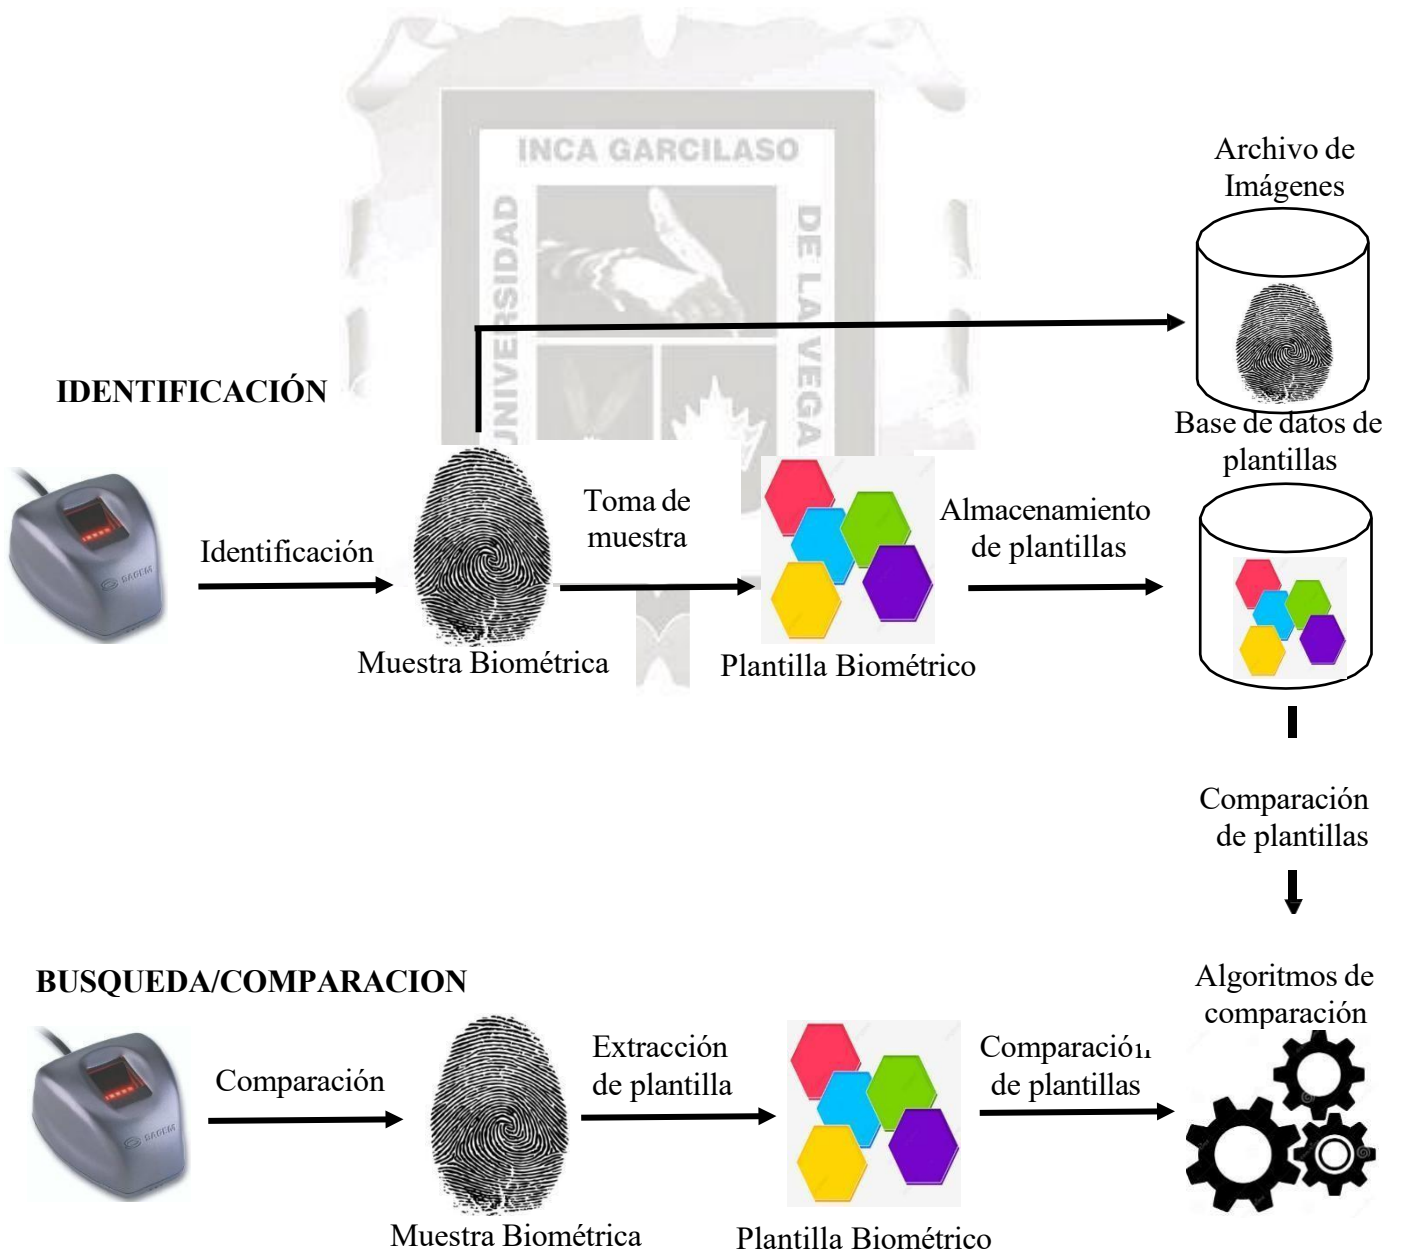 INCA GARCILASO
UNIVERSIDAD
DE LA VEGA
Archivo de
Imágenes
IDENTIFICACIÓN
Base de datos de
plantillas
Identificación
Toma de
muestra
Almacenamiento
de plantillas
SAGEM
Muestra Biométrica
Plantilla Biométrico
Comparación
de plantillas
BUSQUEDA/COMPARACION
Algoritmos de
comparación
Comparación
Extracción
de plantilla
Comparación
de plantillas
SAGEM
Muestra Biométrica
Plantilla Biométrico